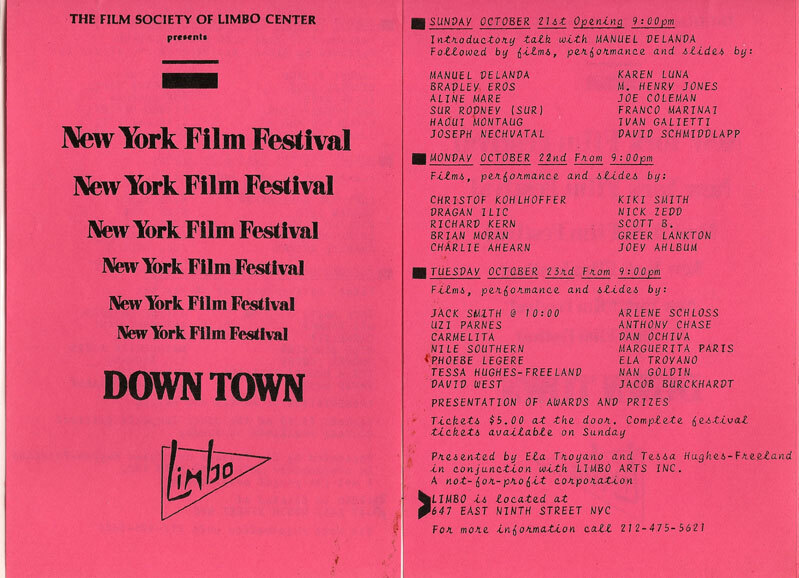 THE FILM SOCIETY OF LIMBO CENTER
presents
New York Film Festival
New York Film Festival
New York Film Festival
New York Film Festival
New York Film Festival
New York Film Festival
DOWN TOWN
Limbo
SUNDAY OCTOBER 21st Opening 9:00pm
Introductory talk with MANUEL DELANDA
Followed by films, performance and slides by:
MANUEL DELANDA KAREN LUNA
BRADLEY EROS M. HENRY JONES
ALINE MARE JOE COLEMAN
SUR RODNEY (SUR) FRANCO MARINAI
HAOUI MONTAUG IVAN GALIETTI
JOSEPH NECHVATAL DAVID SCHMIDDLAPP
MONDAY OCTOBER 22nd From 9:00pm
Films, performance and slides by:
CHRISTOF KOHLHOFFER KIKI SMITH
DRAGAN ILIC NICK ZEDD
RICHARD KERN SCOTT B.
BRIAN MORAN GREER LANKTON
CHARLIE AHEARN JOEY AHLBUM
TUESDAY OCTOBER 23rd From 9:00pm
Films, performance and slides by:
JACK SMITH @ 10:00 ARLENE SCHLOSS
UZI PARNES ANTHONY CHASE
CARMELITA DAN OCHIVA
NILE SOUTHERN MARGUERITA PARIS
PHOEBE LEGERE ELA TROYANO
TESSA HUGHES-FREELAND NAN GOLDIN
DAVID WEST JACOB BURCKHARDT
PRESENTATION OF AWARDS AND PRIZES
Tickets $5.00 at the door. Complete festival
tickets available on Sunday
Presented by Ela Troyano and Tessa Hughes-Freeland
in conjunction with LIMBO ARTS INC.
A not-for-profit corporation
LIMBO is located at
647 EAST NINTH STREET NYC
For more information call 212-475-5621